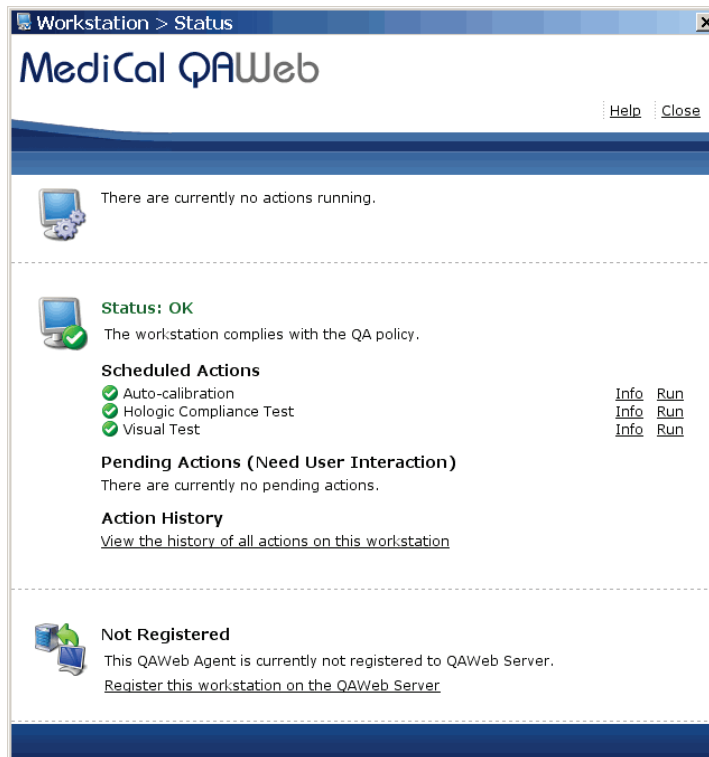 Workstation > Status
MediCal QAWeb
Help Close
There are currently no actions running.
Status: OK
The workstation complies with the QA policy.
Scheduled Actions
Auto-calibration Info Run
Hologic Compliance Test Info Run
Visual Test Info Run
Pending Actions (Need User Interaction)
There are currently no pending actions.
Action History
View the history of all actions on this workstation
Not Registered
This QAWeb Agent is currently not registered to QAWeb Server.
Register this workstation on the QAWeb Server